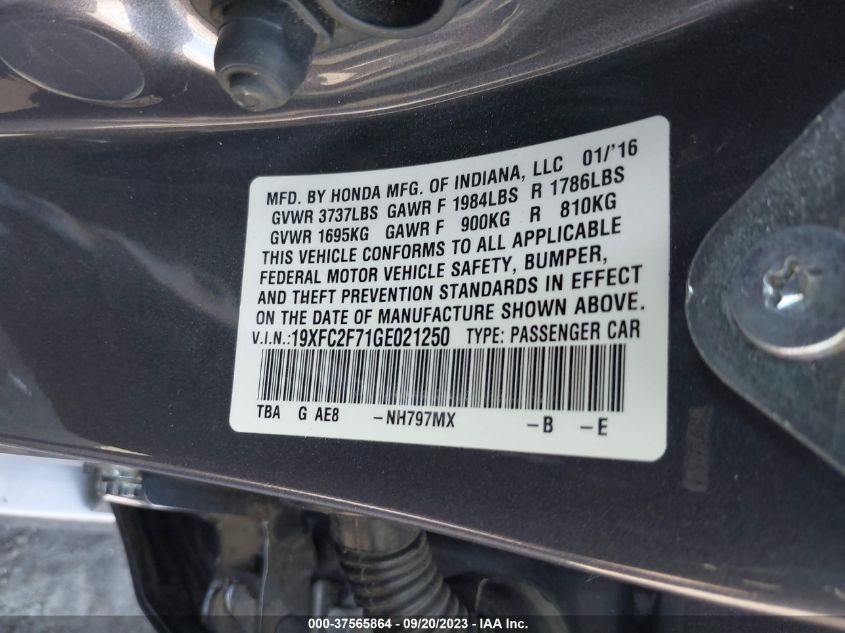 MFD. BY HONDA MFG. OF INDIANA, LLC 01/'16
GVWR 3737LBS GAWR F 1984LBS R 1786LBS
GVWR 1695KG GAWR F 900KG R 810KG
THIS VEHICLE CONFORMS TO ALL APPLICABLE
FEDERAL MOTOR VEHICLE SAFETY, BUMPER,
AND THEFT PREVENTION STANDARDS IN EFFECT
ON THE DATE OF MANUFACTURE SHOWN ABOVE.
V.I.N.:19XFC2F71GE021250 TYPE: PASSENGER CAR
TBA G AE8 -NH797MX -B -E
000-37565864 - 09/20/2023 - IAA Inc.